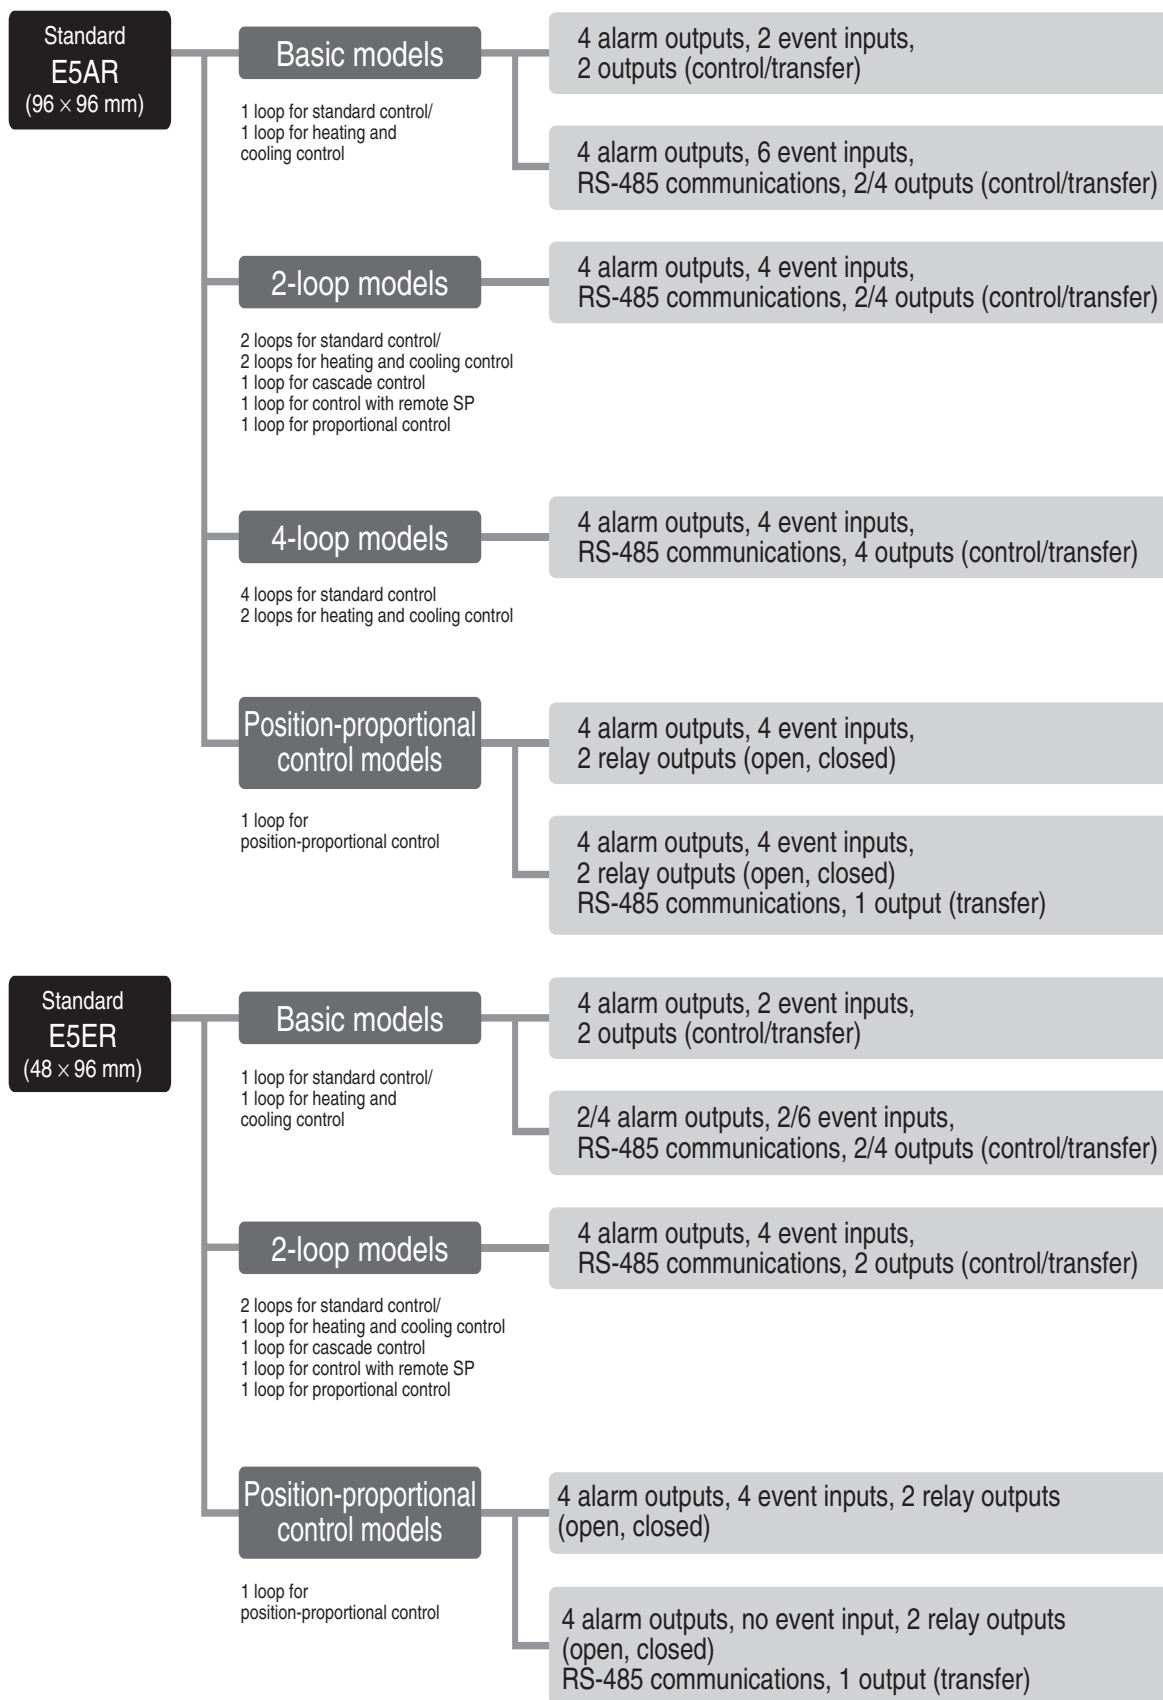 Standard
E5AR
(96 × 96 mm)
Basic models
1 loop for standard control/
1 loop for heating and
cooling control
4 alarm outputs, 2 event inputs,
2 outputs (control/transfer)
4 alarm outputs, 6 event inputs,
RS-485 communications, 2/4 outputs (control/transfer)
2-loop models
2 loops for standard control/
2 loops for heating and cooling control
1 loop for cascade control
1 loop for control with remote SP
1 loop for proportional control
4 alarm outputs, 4 event inputs,
RS-485 communications, 2/4 outputs (control/transfer)
4-loop models
4 loops for standard control
2 loops for heating and cooling control
4 alarm outputs, 4 event inputs,
RS-485 communications, 4 outputs (control/transfer)
Position-proportional
control models
1 loop for
position-proportional control
4 alarm outputs, 4 event inputs,
2 relay outputs (open, closed)
4 alarm outputs, 4 event inputs,
2 relay outputs (open, closed)
RS-485 communications, 1 output (transfer)
Standard
E5ER
(48 × 96 mm)
Basic models
1 loop for standard control/
1 loop for heating and
cooling control
4 alarm outputs, 2 event inputs,
2 outputs (control/transfer)
2/4 alarm outputs, 2/6 event inputs,
RS-485 communications, 2/4 outputs (control/transfer)
2-loop models
2 loops for standard control/
1 loop for heating and cooling control
1 loop for cascade control
1 loop for control with remote SP
1 loop for proportional control
4 alarm outputs, 4 event inputs,
RS-485 communications, 2 outputs (control/transfer)
Position-proportional
control models
1 loop for
position-proportional control
4 alarm outputs, 4 event inputs, 2 relay outputs
(open, closed)
4 alarm outputs, no event input, 2 relay outputs
(open, closed)
RS-485 communications, 1 output (transfer)